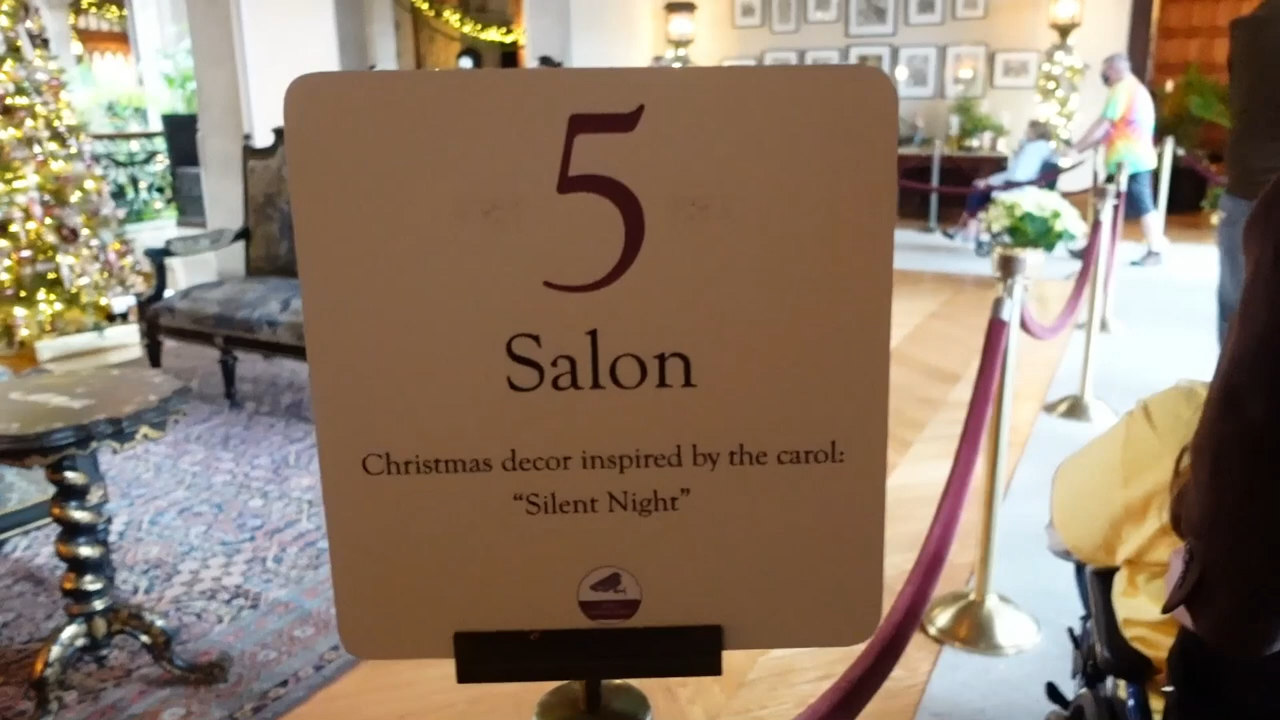 5
Salon
Christmas decor inspired by the carol:
“Silent Night”